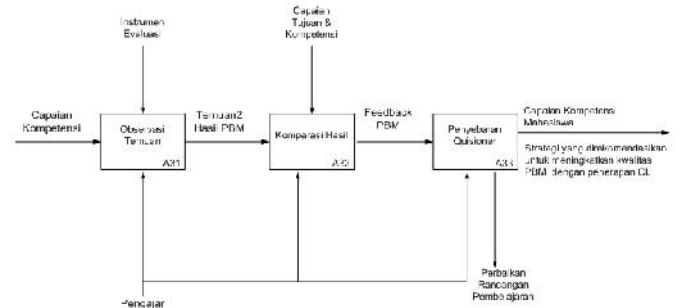 Instrumen
Evaluasi
Capaian
Tujuan &
Kompetensi
Capaian
Kompetensi
Observasi
Temuan
A31
Temuan2
Hasil PBM
Komparasi Hasil
A32
Feedback
PBM
Penyebaran
Quisioner
A33
Capaian Kompetensi
Mahasiswa
Strategi yang direkomendasikan
untuk meningkatkan kwalitas
PBM dengan penerapan CL
Pengajar
Perbaikan
Rancangan
Pembelajaran